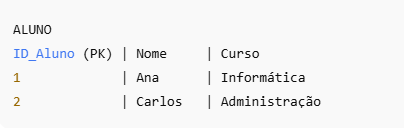 ALUNO
ID_Aluno (PK) | Nome | Curso
1 | Ana | Informática
2 | Carlos | Administração